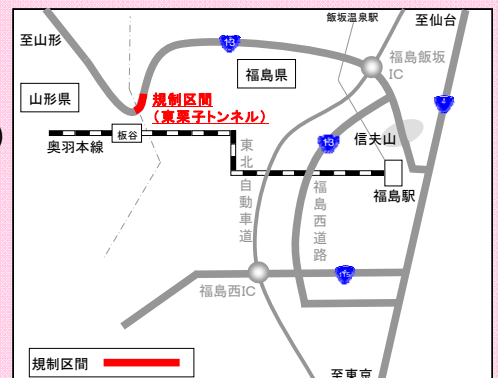 至山形
飯坂温泉駅
至仙台
13
福島飯坂
IC
福島県
山形県
規制区間
(東栗子トンネル)
4
板谷
奥羽本線
13
信夫山
東北自動車道
福島西道路
福島駅
福島西IC
115
規制区間
至東京